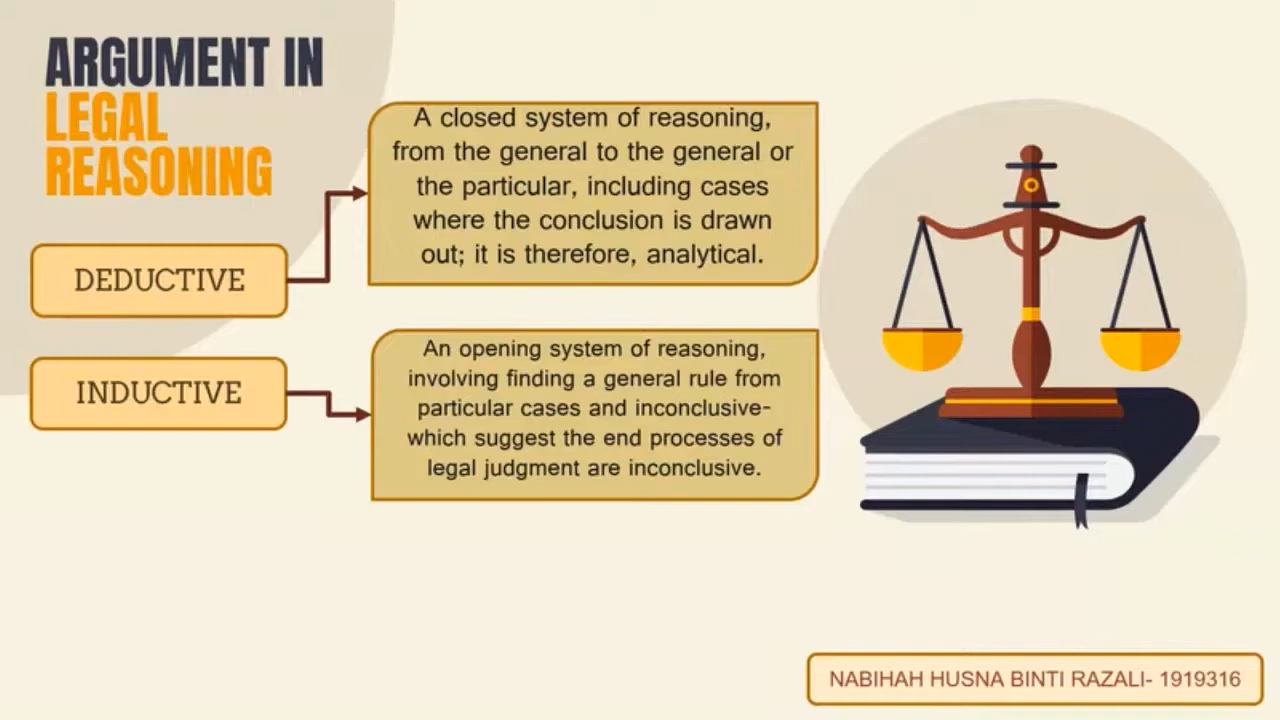 ARGUMENT IN
LEGAL
REASONING
DEDUCTIVE
A closed system of reasoning,
from the general to the general or
the particular, including cases
where the conclusion is drawn
out; it is therefore, analytical.
INDUCTIVE
An opening system of reasoning,
involving finding a general rule from
particular cases and inconclusive-
which suggest the end processes of
legal judgment are inconclusive.
NABIHAH HUSNA BINTI RAZALI- 1919316